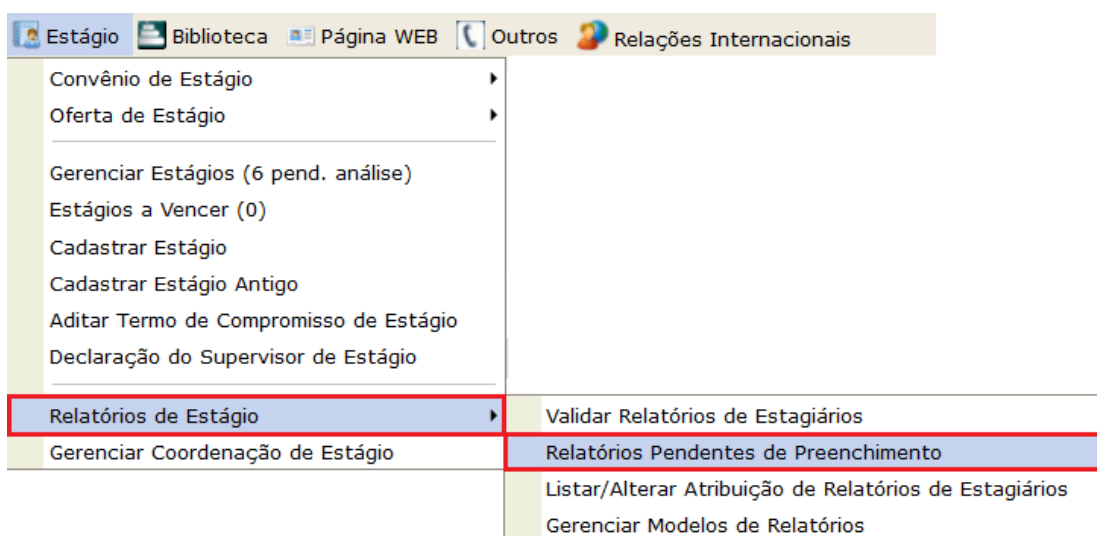 Estágio Biblioteca Página WEB Outros Relações Internacionais
Convênio de Estágio
Oferta de Estágio
Gerenciar Estágios (6 pend. análise)
Estágios a Vencer (0)
Cadastrar Estágio
Cadastrar Estágio Antigo
Aditar Termo de Compromisso de Estágio
Declaração do Supervisor de Estágio
Relatórios de Estágio
Gerenciar Coordenação de Estágio
Validar Relatórios de Estagiários
Relatórios Pendentes de Preenchimento
Listar/Alterar Atribuição de Relatórios de Estagiários
Gerenciar Modelos de Relatórios